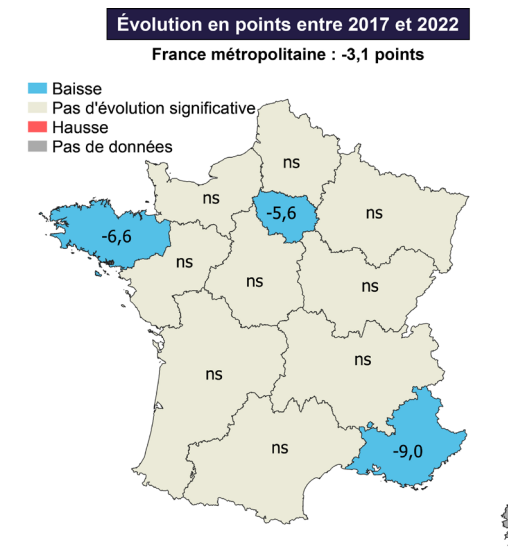 Évolution en points entre 2017 et 2022
France métropolitaine : -3,1 points
Baisse
Pas d'évolution significative
Hausse
Pas de données
ns
ns
-5,6
ns
-6,6
ns
ns
ns
ns
ns
ns
-9,0